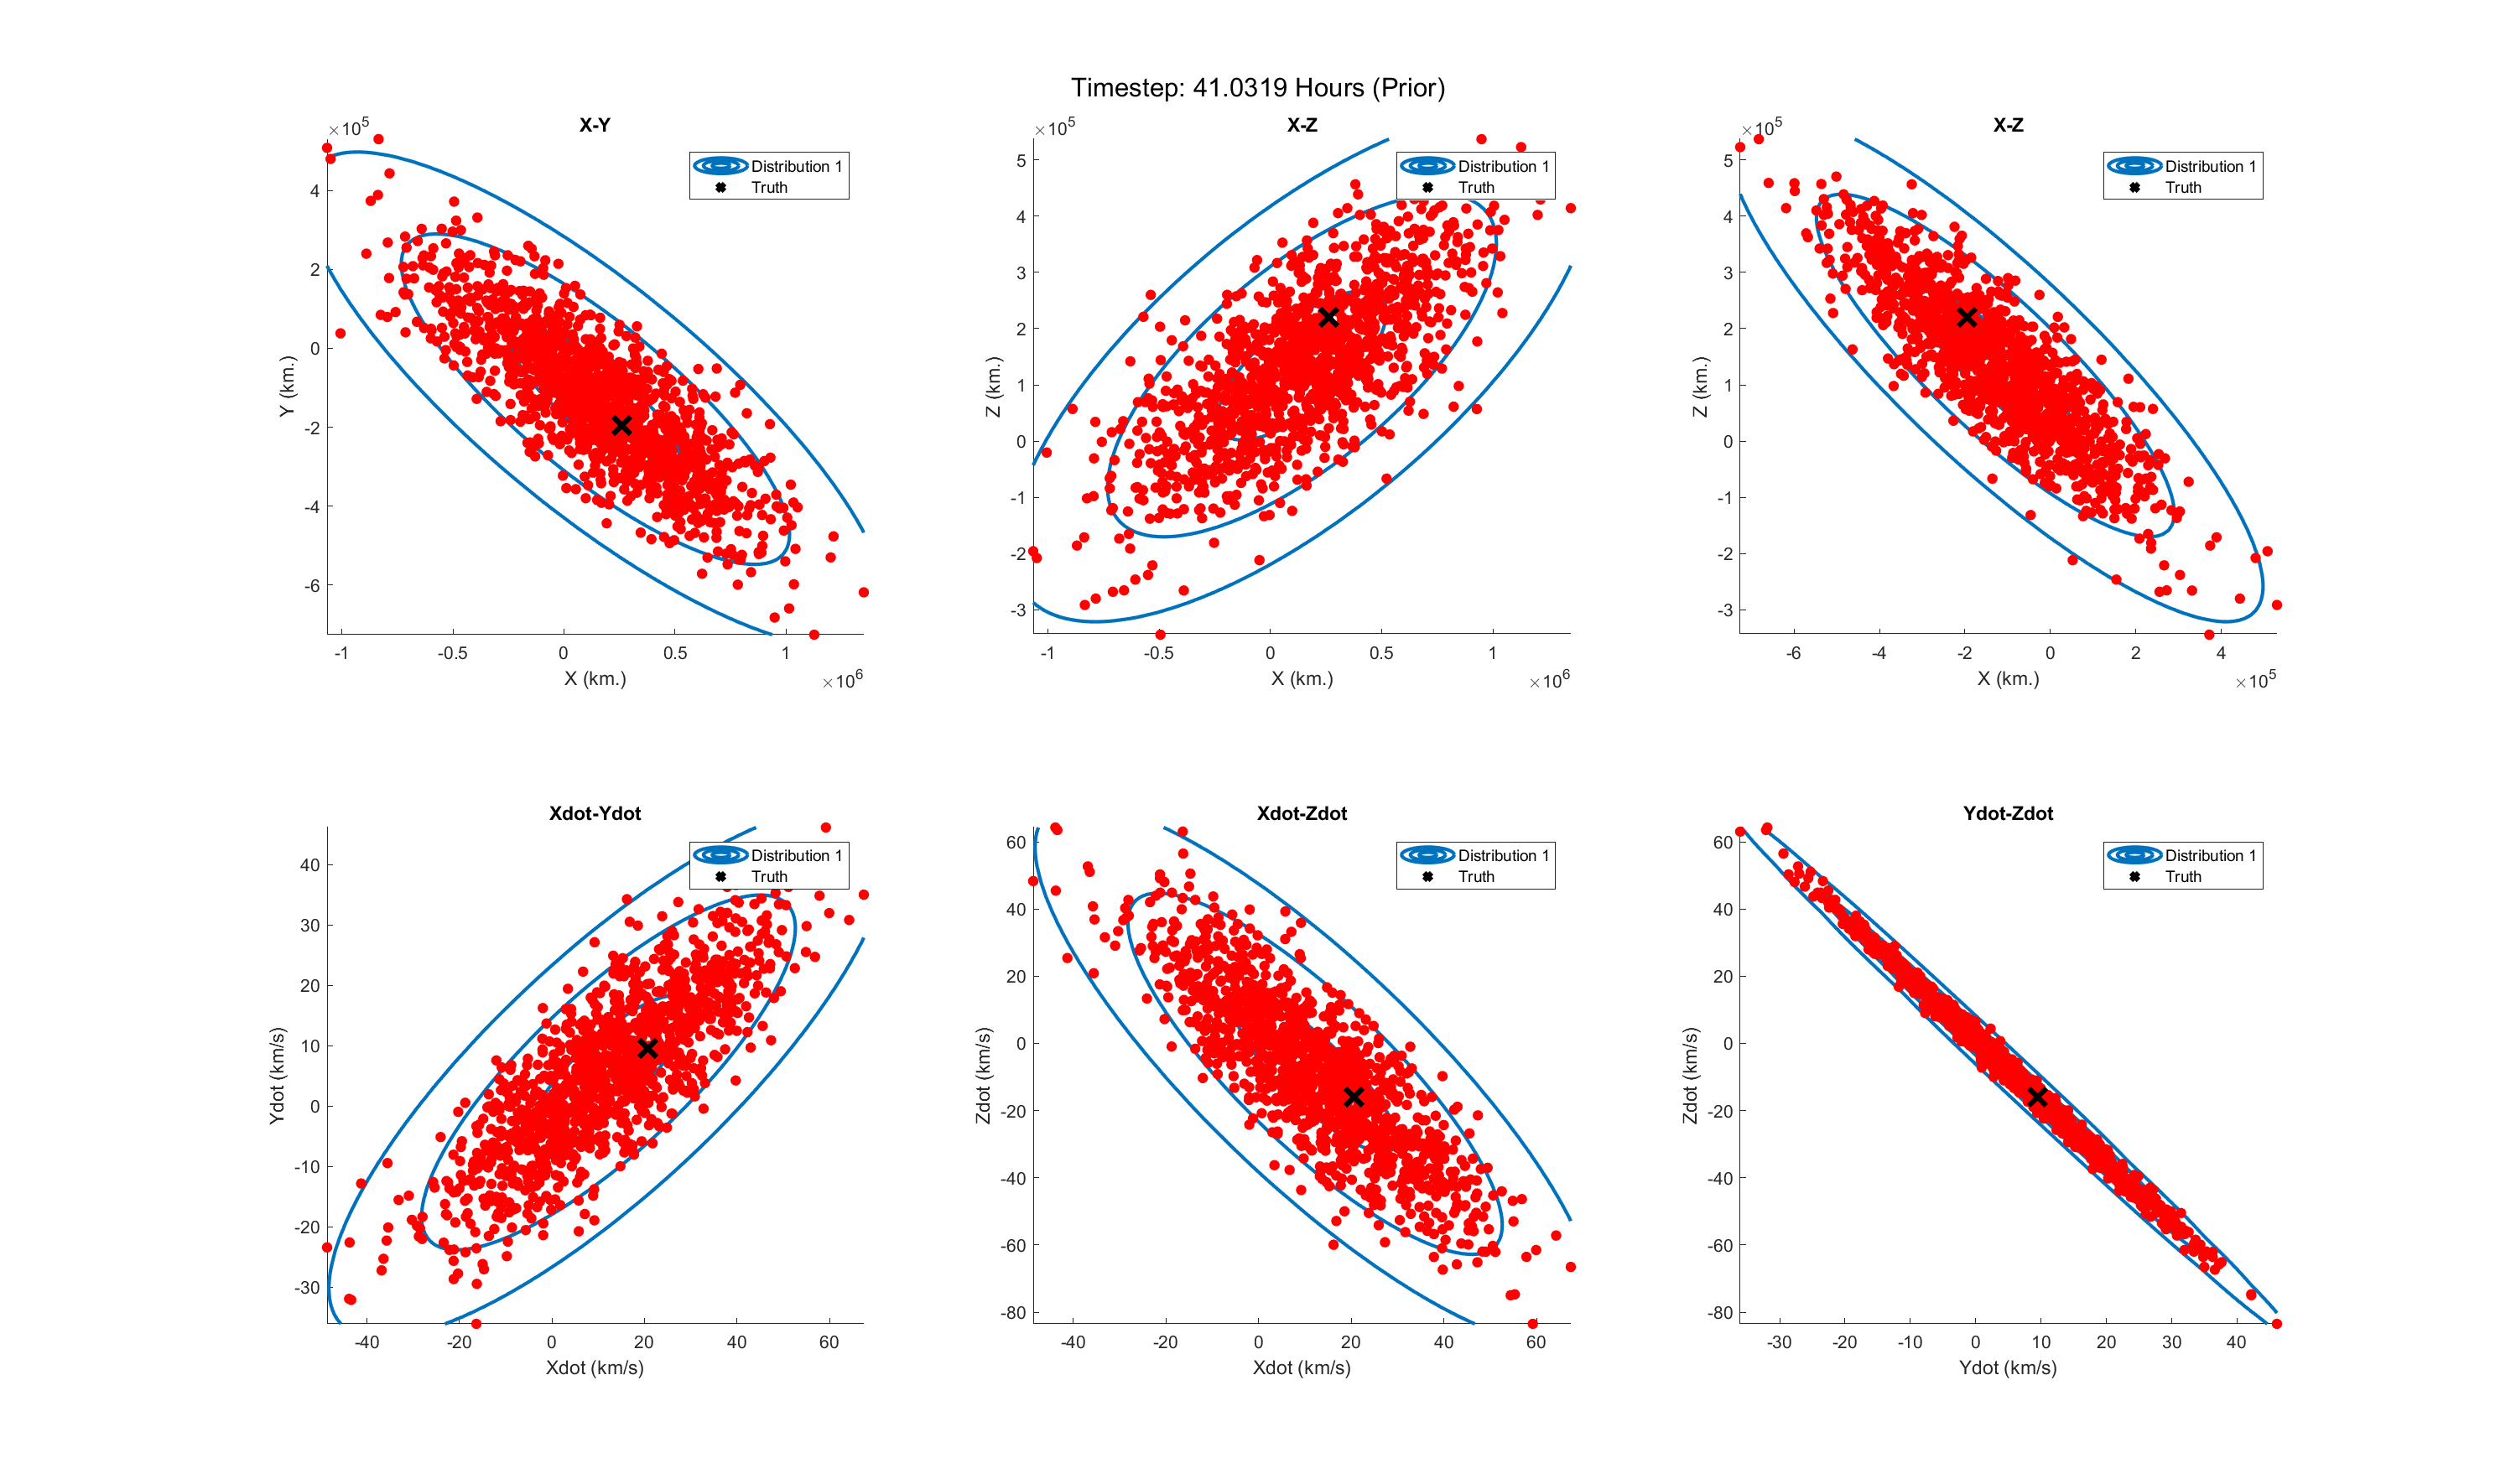 Timestep: 41.0319 Hours (Prior)
X-Y
×10^5
4
2
0
-2
-4
-6
Y (km.)
-1 -0.5 0 0.5 1
X (km.)
×10^6
Distribution 1
Truth
X-Z
×10^5
5
4
3
2
1
0
-1
-2
-3
Z (km.)
-1 -0.5 0 0.5 1
X (km.)
×10^6
Distribution 1
Truth
X-Z
×10^5
5
4
3
2
1
0
-1
-2
-3
Z (km.)
-6 -4 -2 0 2 4
X (km.)
×10^5
Distribution 1
Truth
Xdot-Ydot
40
30
20
10
0
-10
-20
-30
Ydot (km/s)
-40 -20 0 20 40 60
Xdot (km/s)
Distribution 1
Truth
Xdot-Zdot
60
40
20
0
-20
-40
-60
-80
Zdot (km/s)
-40 -20 0 20 40 60
Xdot (km/s)
Distribution 1
Truth
Ydot-Zdot
60
40
20
0
-20
-40
-60
-80
Zdot (km/s)
-30 -20 -10 0 10 20 30 40
Ydot (km/s)
Distribution 1
Truth